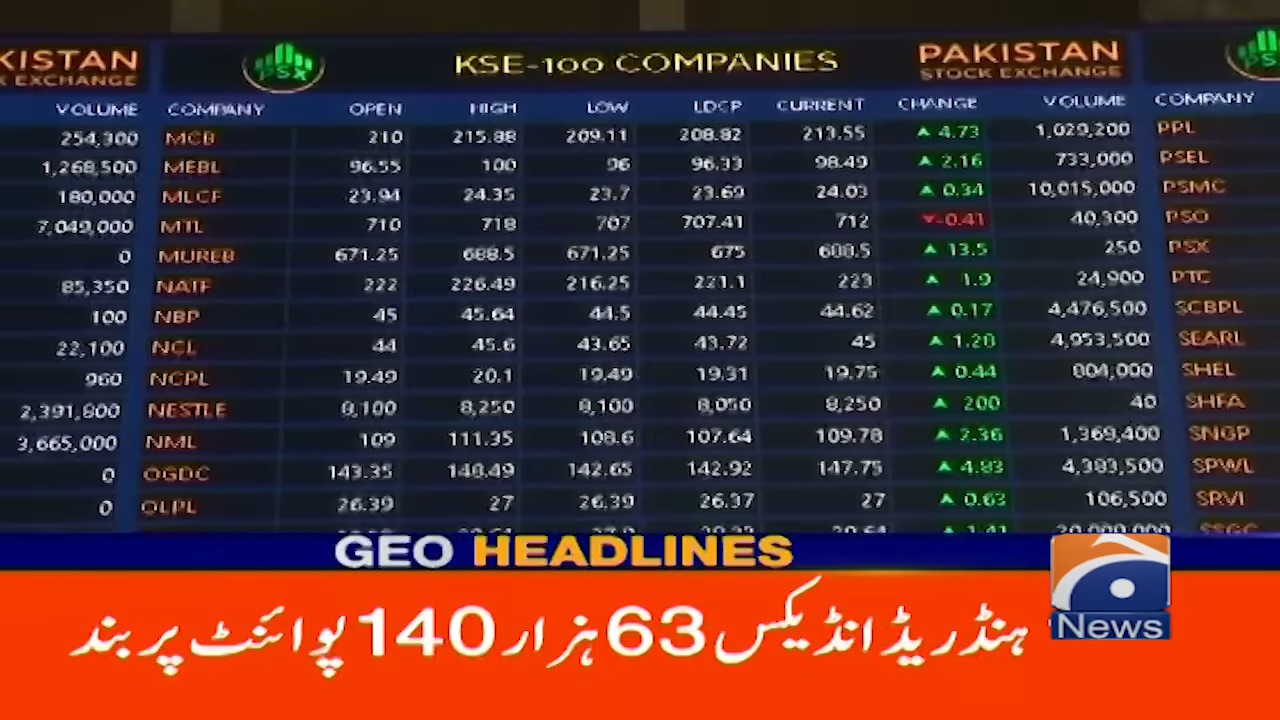 KISTAN KSE-100 COMPANIES PAKISTAN
X EXCHANGE PSX STOCK EXCHANGE
VOLUME COMPANY OPEN HIGH LOW LDCP CURRENT CHANGE VOLUME COMPANY
254,300 MCB 210 215.88 209.11 208.82 213.55 ▲ 4.73 1,029,200 PPL
1,268,500 MEBL 96.55 100 96 96.33 98.49 ▲ 2.16 733,000 PSEL
180,000 MLCF 23.94 24.35 23.7 23.69 24.03 ▲ 0.34 10,015,000 PSMC
7,049,000 MTL 710 718 707 707.41 712 ▼-0.41 40,300 PSO
0 MUREB 671.25 688.5 671.25 675 688.5 ▲ 13.5 250 PSX
85,350 NATF 222 226.49 216.25 221.1 223 ▲ 1.9 24,900 PTC
100 NBP 45 45.64 44.5 44.45 44.62 ▲ 0.17 4,476,500 SCBPL
22,100 NCL 44 45.6 43.65 43.72 45 ▲ 1.28 4,953,500 SEARL
960 NCPL 19.49 20.1 19.49 19.31 19.75 ▲ 0.44 804,000 SHEL
2,391,800 NESTLE 8,100 8,250 8,100 8,050 8,250 ▲ 200 40 SHFA
3,665,000 NML 109 111.35 108.6 107.64 109.78 ▲ 2.36 1,369,400 SNGP
0 OGDC 143.35 148.49 142.65 142.92 147.75 ▲ 4.83 4,383,500 SPWL
0 OLPL 26.39 27 26.39 26.37 27 ▲ 0.63 106,500 SRVI
GEO HEADLINES
ہنڈریڈ انڈیکس 63 ہزار 140 پوائنٹ پر بند
News